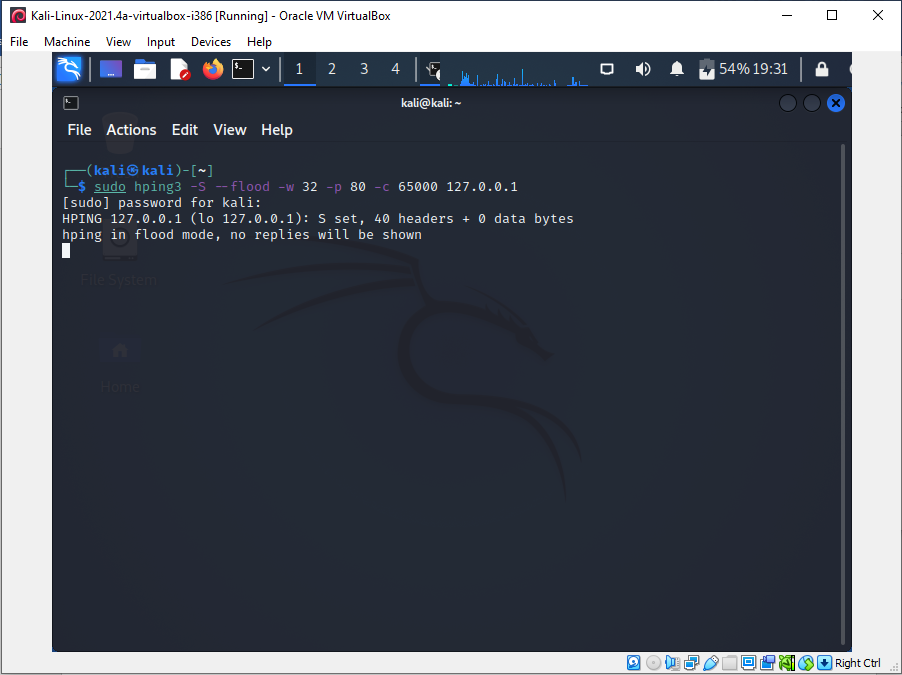 Kali-Linux-2021.4a-virtualbox-i386 [Running] - Oracle VM VirtualBox
File Machine View Input Devices Help
1 2 3 4 54% 19:31
kali@kali: ~
File Actions Edit View Help
┌──(kali㉿kali)-[~]
└─$ sudo hping3 -S --flood -w 32 -p 80 -c 65000 127.0.0.1
[sudo] password for kali:
HPING 127.0.0.1 (lo 127.0.0.1): S set, 40 headers + 0 data bytes
hping in flood mode, no replies will be shown
File System
Home
Right Ctrl